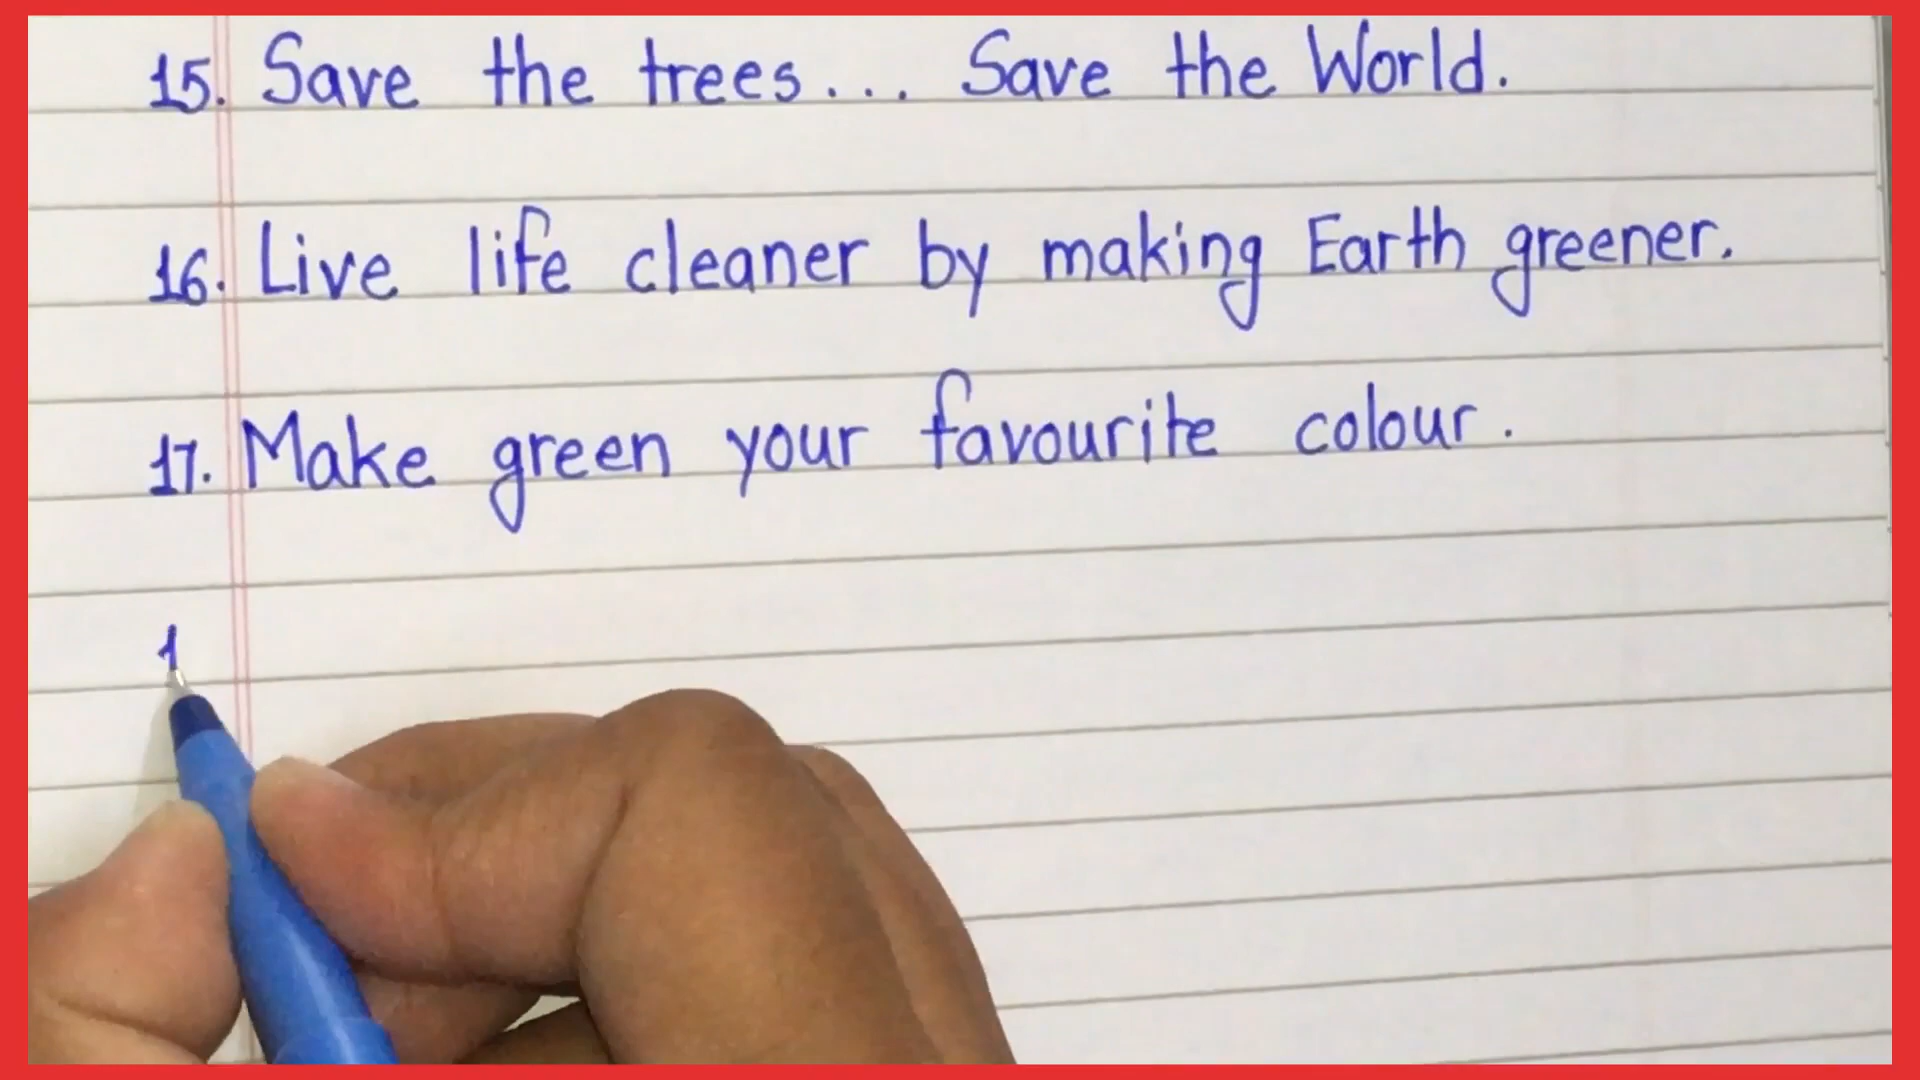 15. Save the trees... Save the World.
16. Live life cleaner by making Earth greener.
17. Make green your favourite colour.
1